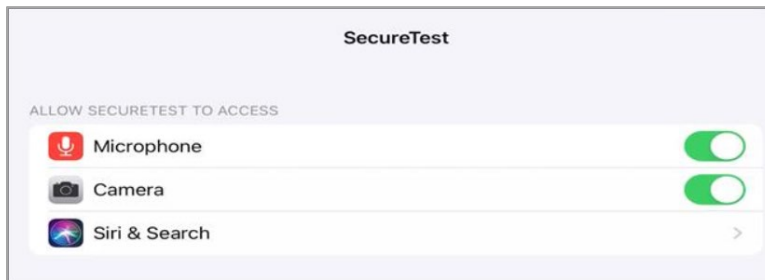 SecureTest
ALLOW SECURETEST TO ACCESS
Microphone
Camera
Siri & Search